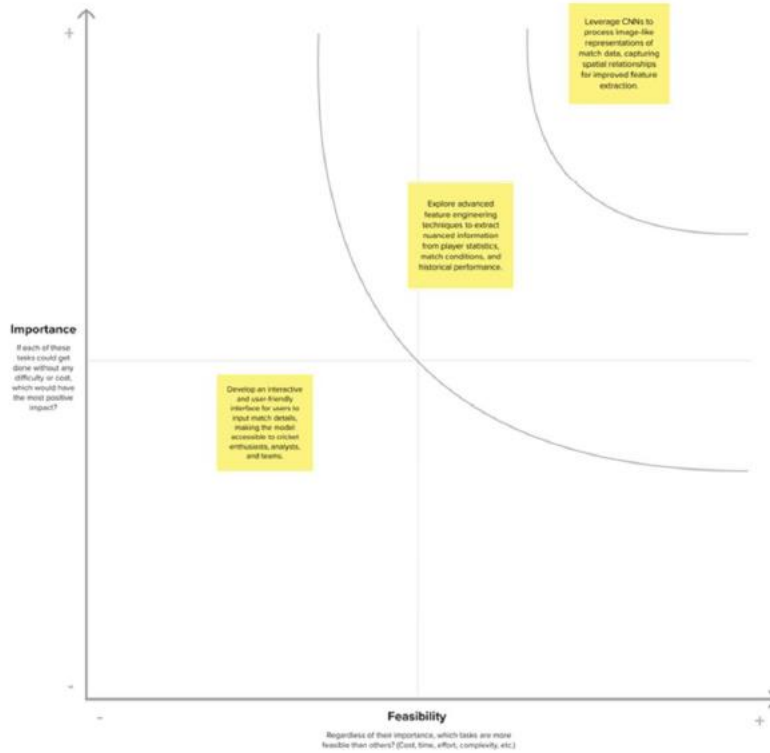 +
Leverage CNNs to
process image-like
representations of
match data, capturing
spatial relationships
for improved feature
extraction.
Explore advanced
feature engineering
techniques to extract
nuanced information
from player statistics,
match conditions, and
historical performance.
Importance
If each of these
tasks could get
done without any
difficulty or cost,
which would have
the most positive
impact?
Develop an interactive
and user-friendly
interface for users to
input match details,
making the model
accessible to cricket
enthusiasts, analysts,
and teams.
-
-
Feasibility
+
Regardless of their importance, which tasks are more
feasible than others? (Cost, time, effort, complexity, etc.)